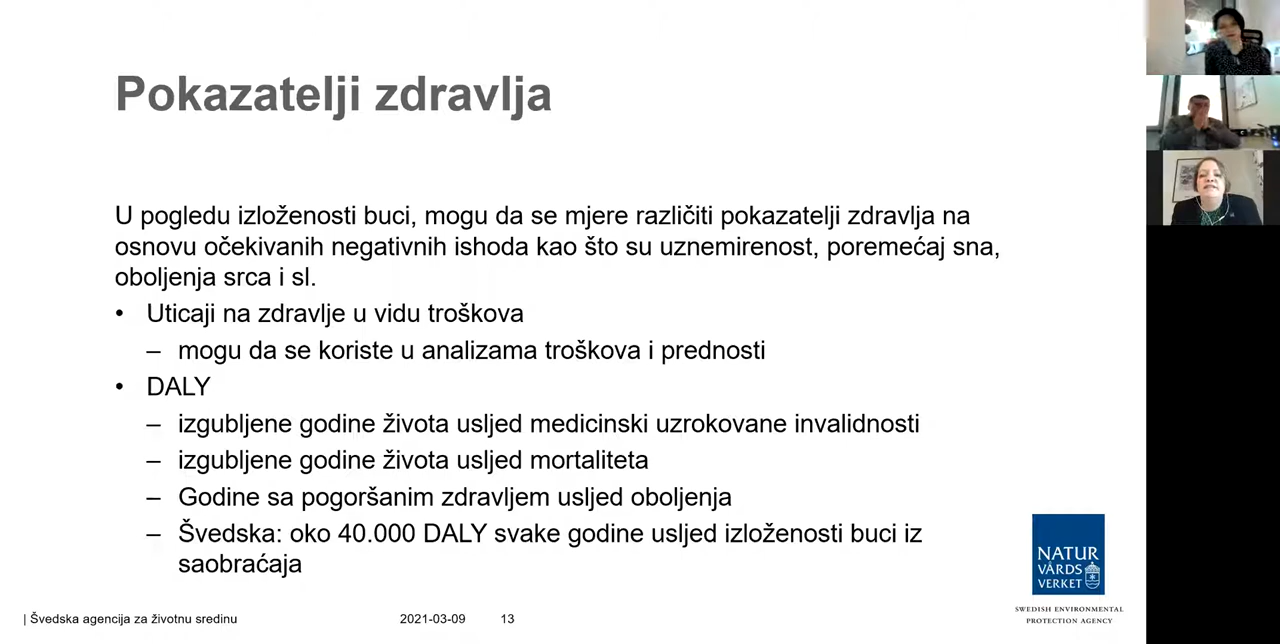 Pokazatelji zdravlja
U pogledu izloženosti buci, mogu da se mjere različiti pokazatelji zdravlja na
osnovu očekivanih negativnih ishoda kao što su uznemirenost, poremećaj sna,
oboljenja srca i sl.
• Uticaji na zdravlje u vidu troškova
– mogu da se koriste u analizama troškova i prednosti
• DALY
– izgubljene godine života usljed medicinski uzrokovane invalidnosti
– izgubljene godine života usljed mortaliteta
– Godine sa pogoršanim zdravljem usljed oboljenja
– Švedska: oko 40.000 DALY svake godine usljed izloženosti buci iz
saobraćaja
NATUR
VÅRDS
VERKET
SWEDISH ENVIRONMENTAL
PROTECTION AGENCY
| Švedska agencija za životnu sredinu 2021-03-09 13